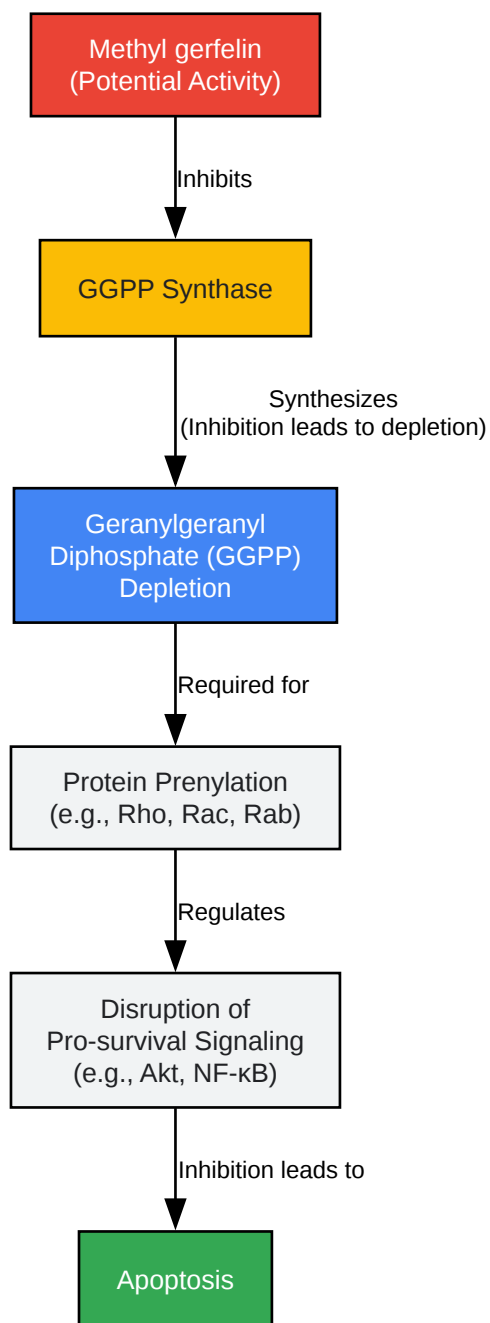 Methyl gerfelin
(Potential Activity)
Inhibits
GGPP Synthase
Synthesizes
(Inhibition leads to depletion)
Geranylgeranyl
Diphosphate (GGPP)
Depletion
Required for
Protein Prenylation
(e.g., Rho, Rac, Rab)
Regulates
Disruption of
Pro-survival Signaling
(e.g., Akt, NF-κB)
Inhibition leads to
Apoptosis